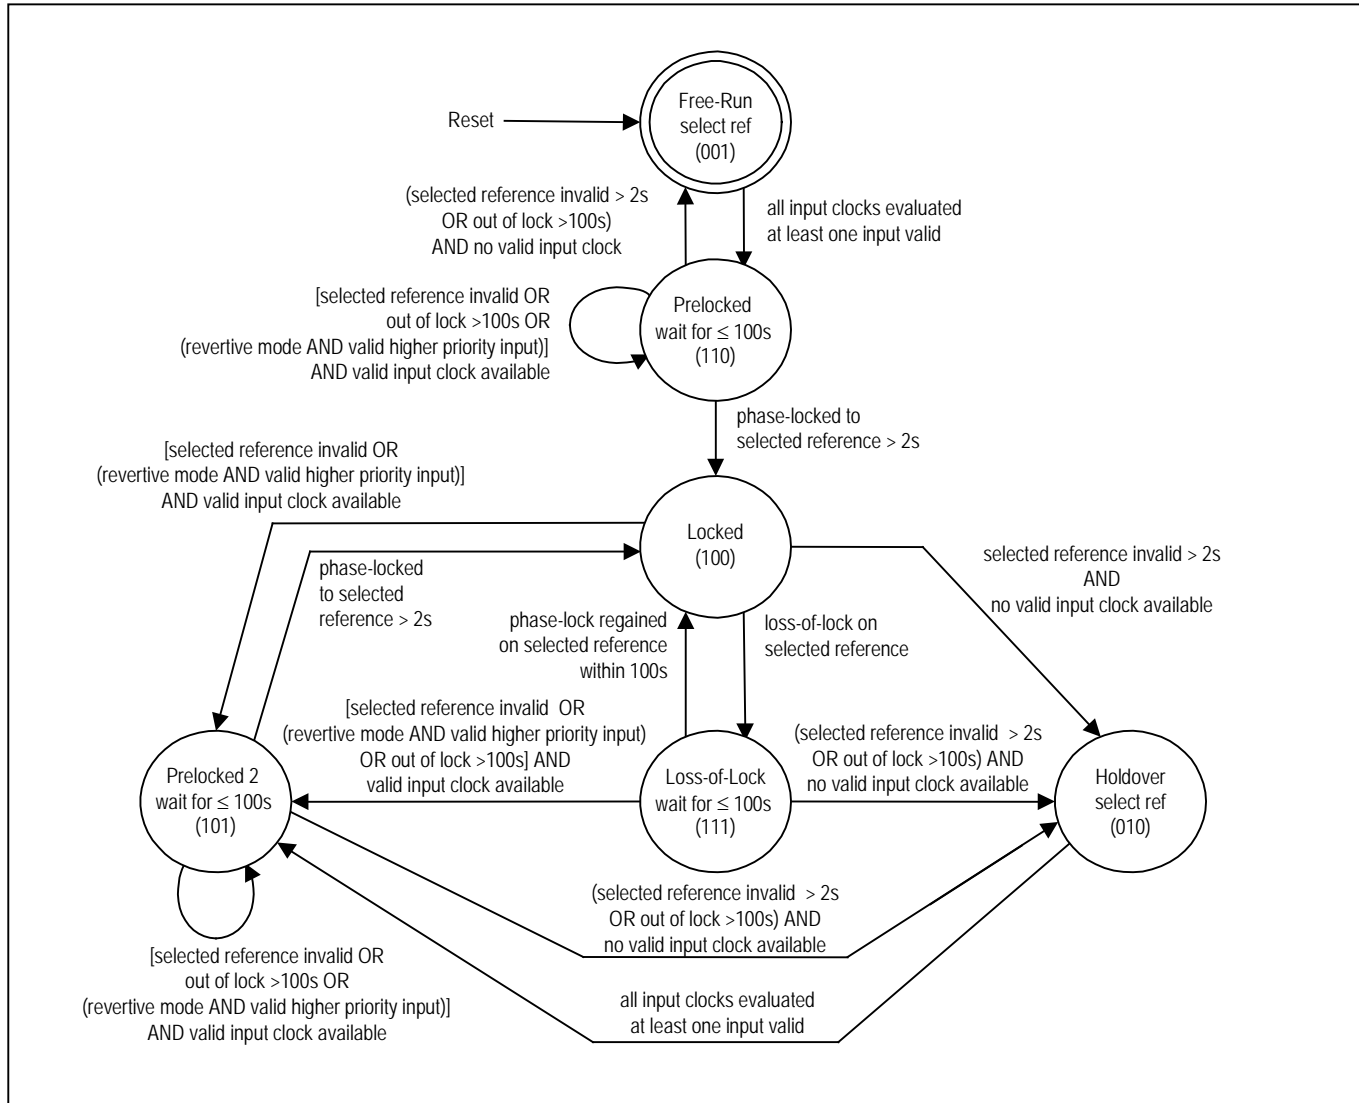 Free-Run
select ref
(001)
Reset
(selected reference invalid > 2s
OR out of lock >100s)
AND no valid input clock
all input clocks evaluated
at least one input valid
[selected reference invalid OR
out of lock >100s OR
(revertive mode AND valid higher priority input)]
AND valid input clock available
Prelocked
wait for ≤ 100s
(110)
phase-locked to
selected reference > 2s
[selected reference invalid OR
(revertive mode AND valid higher priority input)]
AND valid input clock available
Locked
(100)
phase-locked
to selected
reference > 2s
selected reference invalid > 2s
AND
no valid input clock available
phase-lock regained
on selected reference
within 100s
loss-of-lock on
selected reference
[selected reference invalid OR
(revertive mode AND valid higher priority input)
OR out of lock >100s] AND
valid input clock available
(selected reference invalid > 2s
OR out of lock >100s) AND
no valid input clock available
Prelocked 2
wait for ≤ 100s
(101)
Loss-of-Lock
wait for ≤ 100s
(111)
Holdover
select ref
(010)
(selected reference invalid > 2s
OR out of lock >100s) AND
no valid input clock available
[selected reference invalid OR
out of lock >100s OR
(revertive mode AND valid higher priority input)]
AND valid input clock available
all input clocks evaluated
at least one input valid